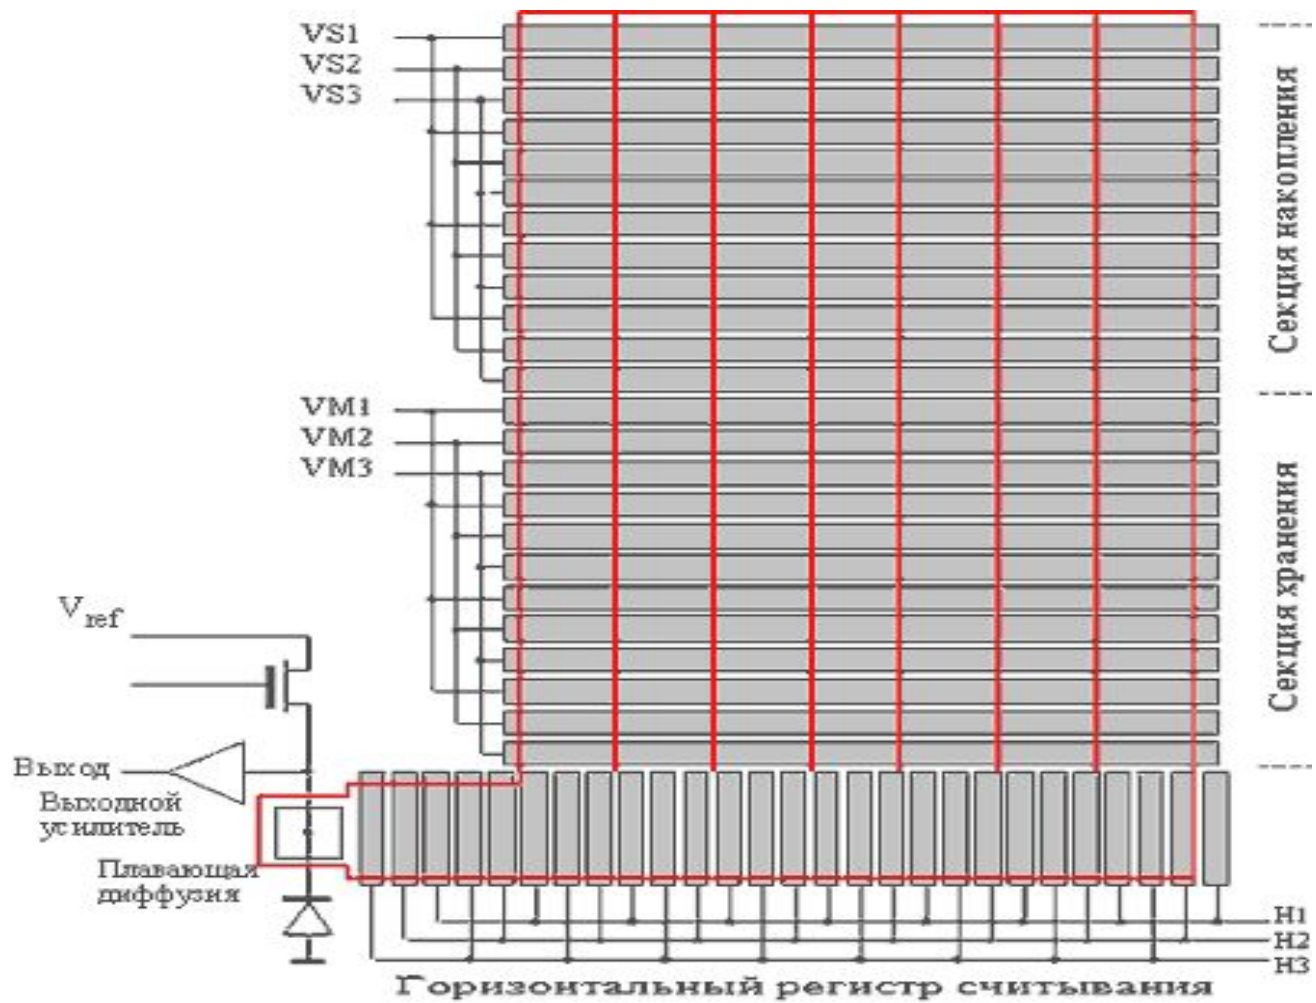 VS1
VS2
VS3
Секция накопления
VM1
VM2
VM3
Секция хранения
Vref
Выход
Выходной
усилитель
Плавающая
диффузия
H1
H2
H3
Горизонтальный регистр считывания